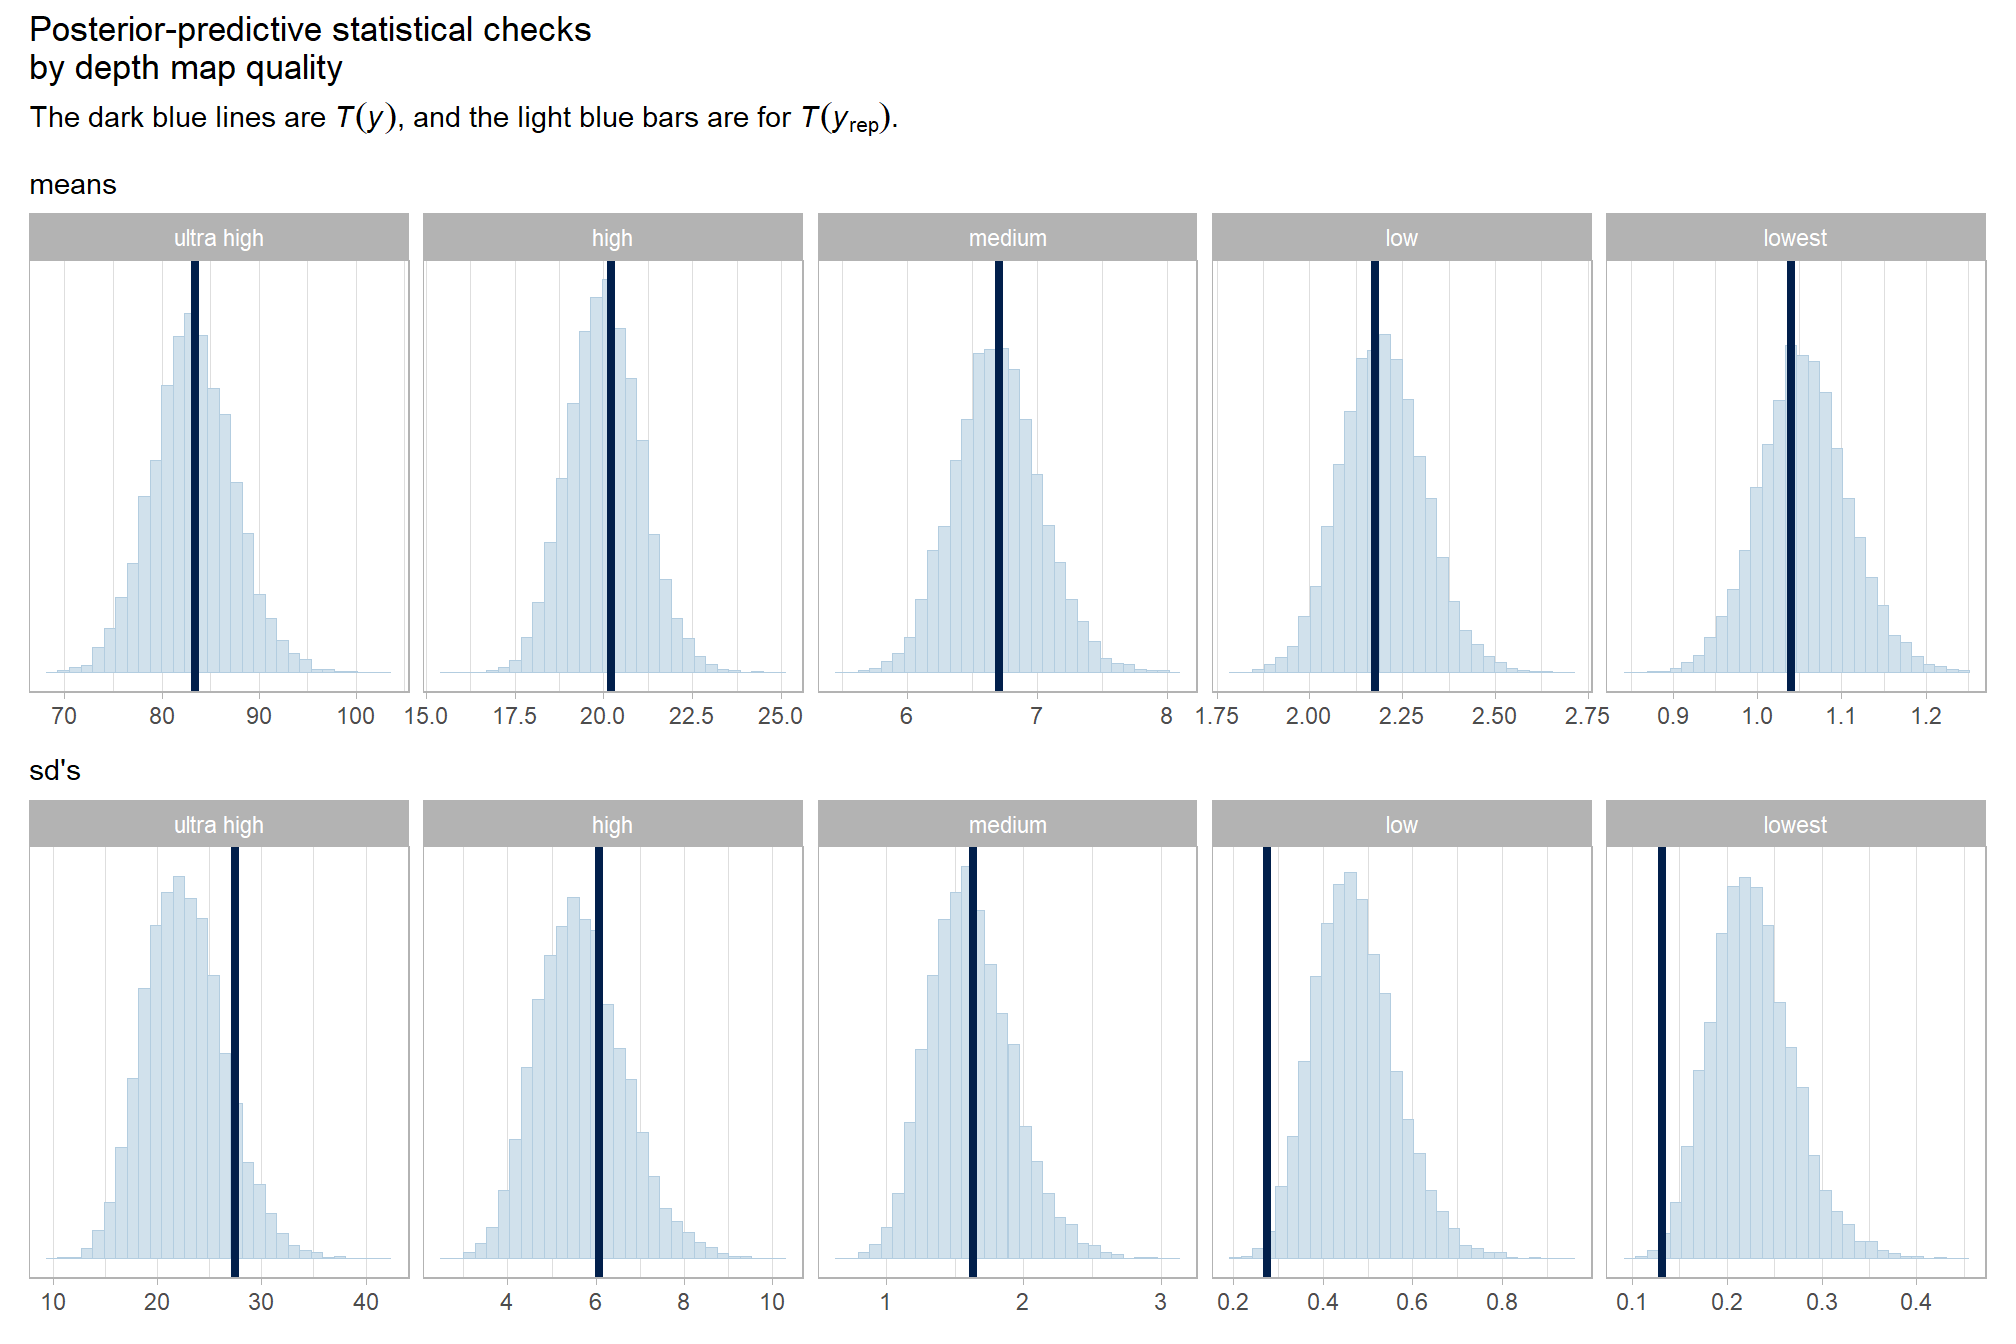 Posterior-predictive statistical checks
by depth map quality
The dark blue lines are T(y), and the light blue bars are for T(y_rep).
means
ultra high high medium low lowest
70 80 90 100 15.0 17.5 20.0 22.5 25.0 6 7 8 1.75 2.00 2.25 2.50 2.75 0.9 1.0 1.1 1.2
sd's
ultra high high medium low lowest
10 20 30 40 4 6 8 10 1 2 3 0.2 0.4 0.6 0.8 0.1 0.2 0.3 0.4